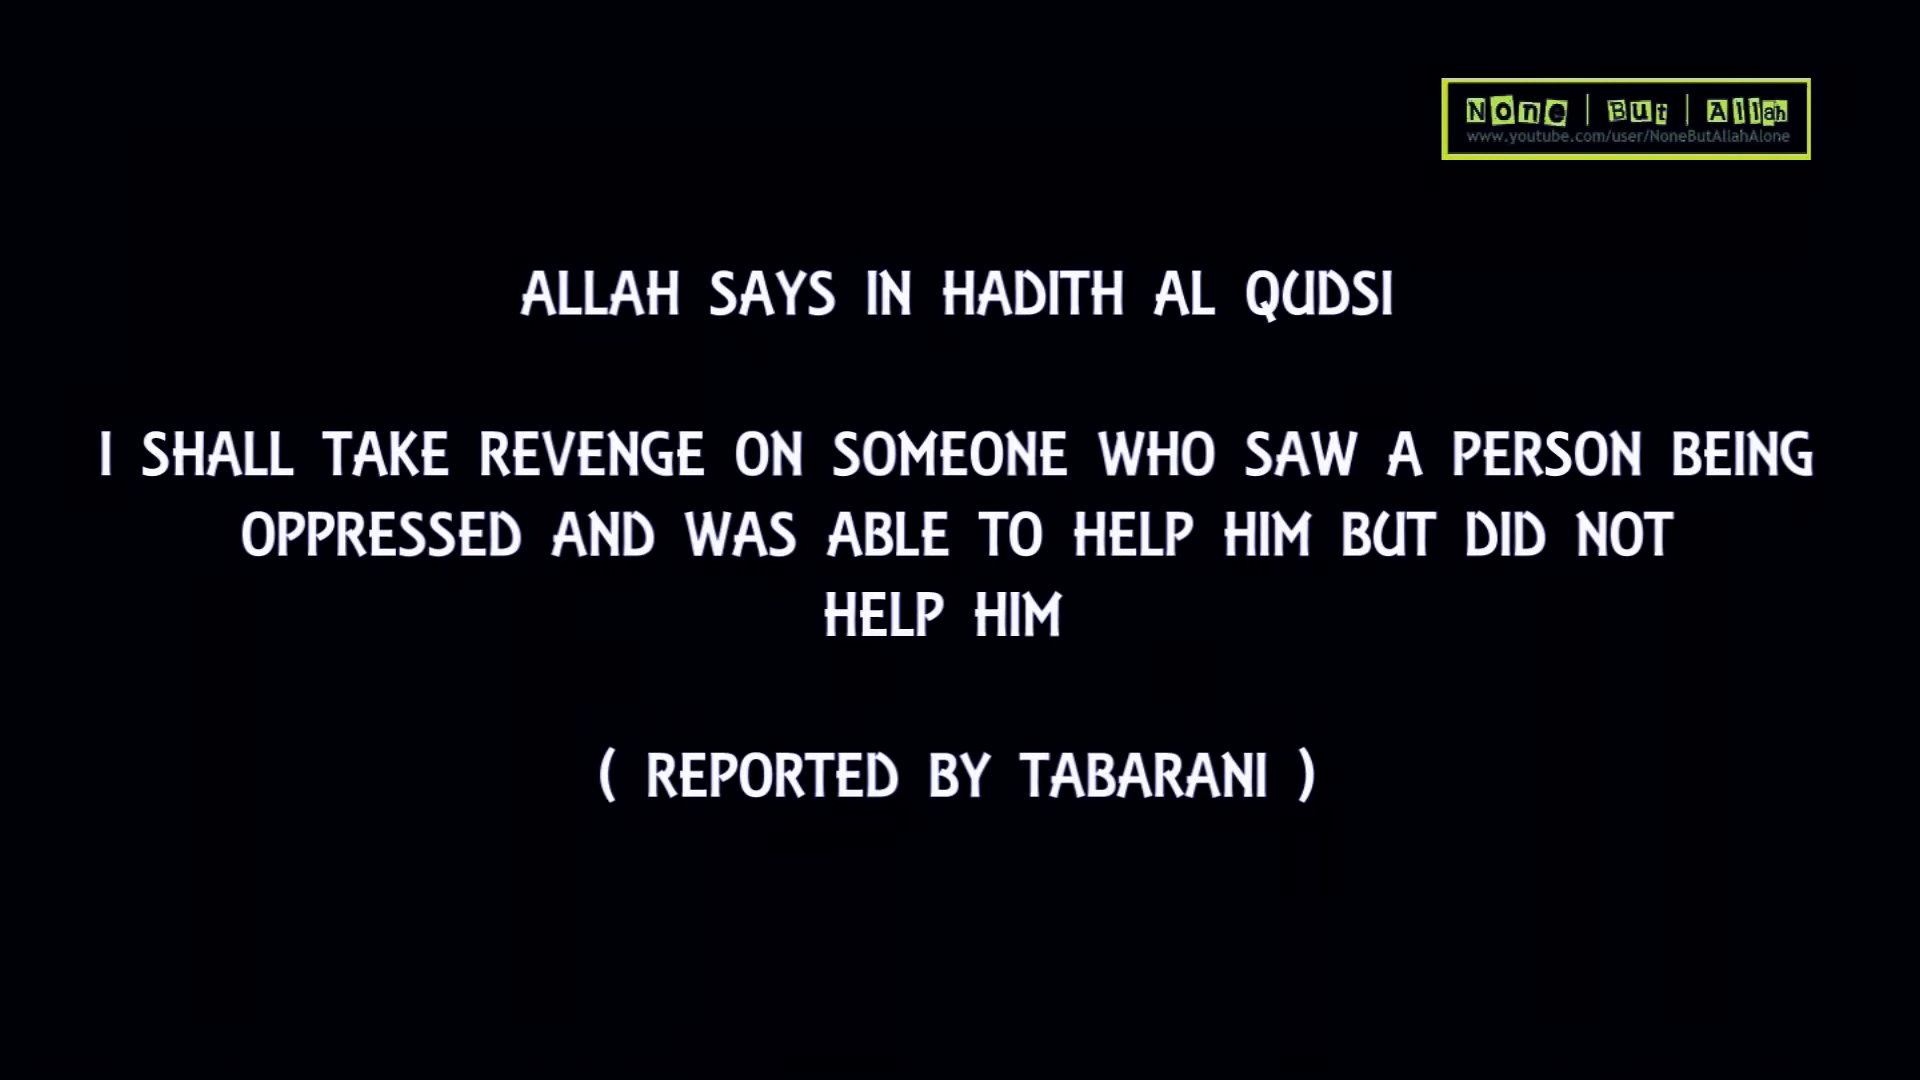 None | But | Allah
www.youtube.com/user/NoneButAllahAlone
ALLAH SAYS IN HADITH AL QUDSI
I SHALL TAKE REVENGE ON SOMEONE WHO SAW A PERSON BEING
OPPRESSED AND WAS ABLE TO HELP HIM BUT DID NOT
HELP HIM
( REPORTED BY TABARANI )